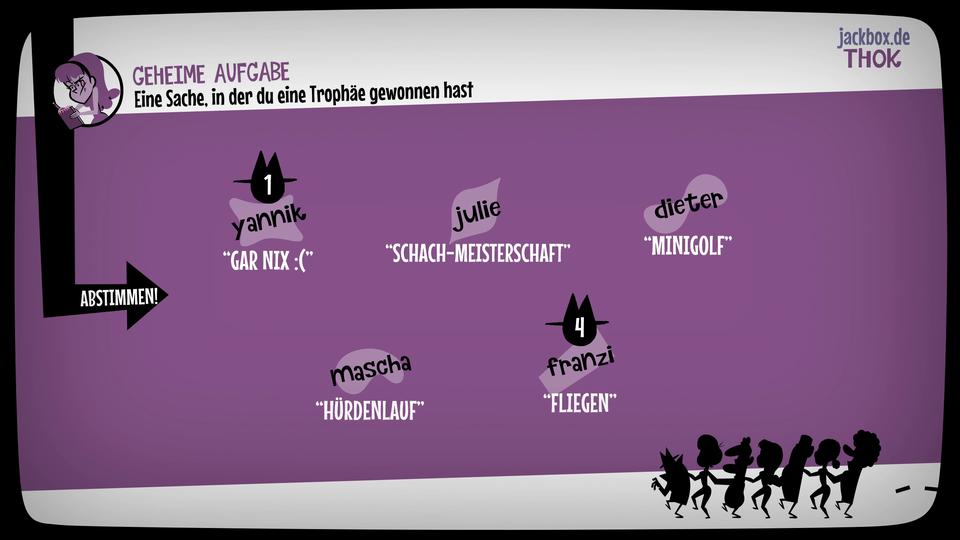 jackbox.de
THOK
GEHEIME AUFGABE
Eine Sache, in der du eine Trophäe gewonnen hast
1
yannik
“GAR NIX :(”
julie
“SCHACH-MEISTERSCHAFT”
dieter
“MINIGOLF”
ABSTIMMEN!
mascha
“HÜRDENLAUF”
4
franzi
“FLIEGEN”